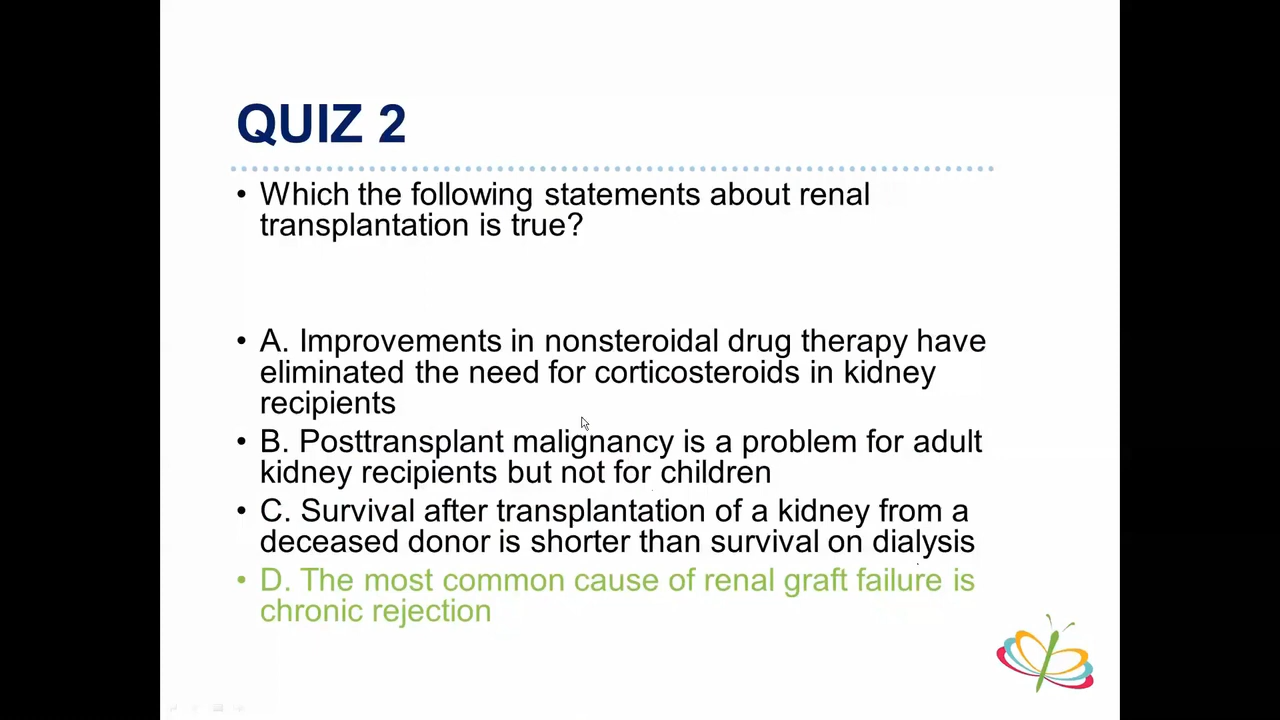 QUIZ 2
• Which the following statements about renal
transplantation is true?
• A. Improvements in nonsteroidal drug therapy have
eliminated the need for corticosteroids in kidney
recipients
• B. Posttransplant malignancy is a problem for adult
kidney recipients but not for children
• C. Survival after transplantation of a kidney from a
deceased donor is shorter than survival on dialysis
• D. The most common cause of renal graft failure is
chronic rejection